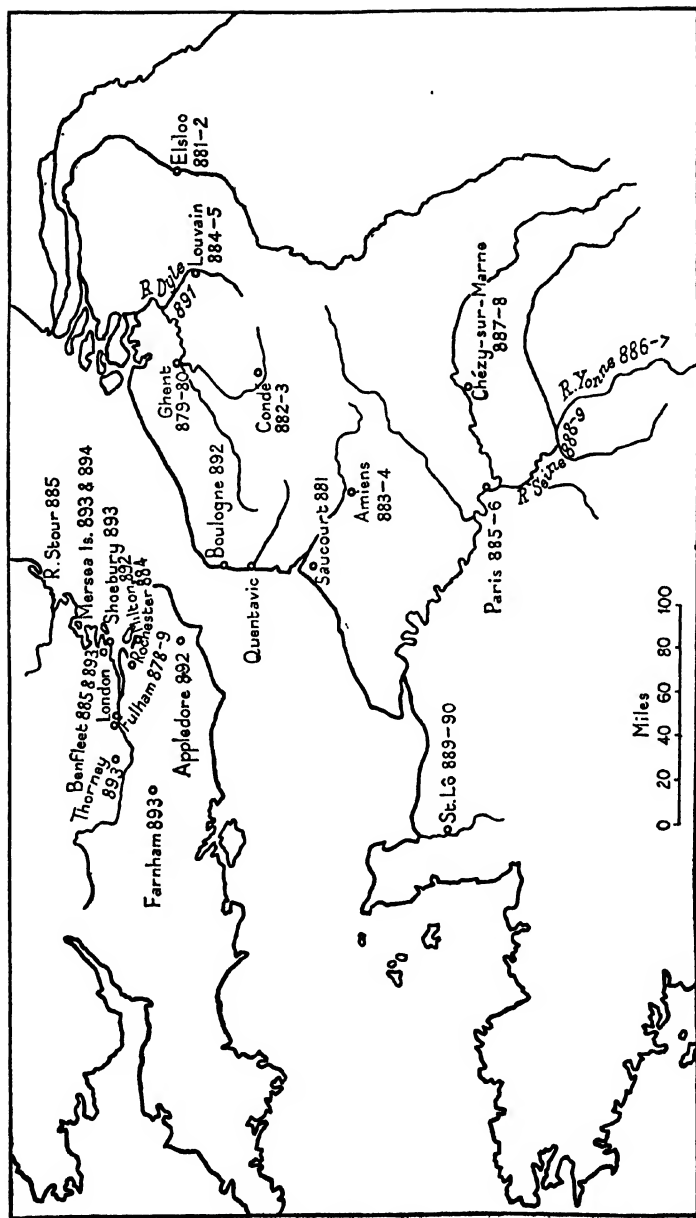 R. Stour 885
Mersea Is. 893 & 894
Benfleet 885 & 893
Shoebury 893
London
Milton 892
Rochester 884
Fulham 878-9
Thorney
893
Appledore 892
Farnham 893
Elsloo
881-2
R. Dyle
891
Louvain
884-5
Ghent
879-80
Condé
882-3
Boulogne 892
Quentavic
Saucourt 881
Amiens
883-4
Chézy-sur-Marne
887-8
R. Yonne 886->
R Seine 888-9
Paris 885-6
St. Lô 889-90
Miles
0 20 40 60 80 100